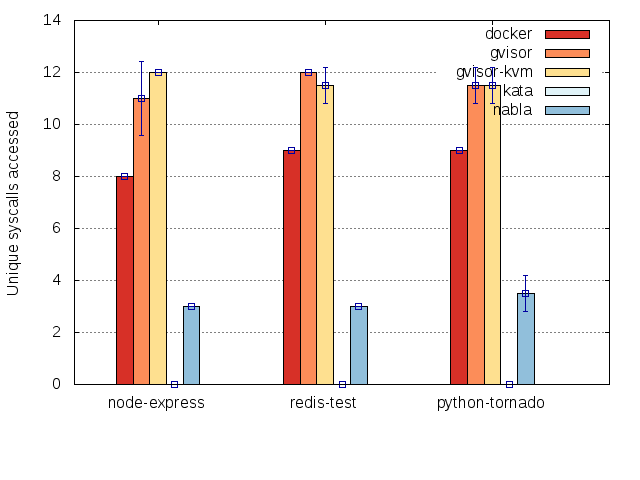 14
12
10
8
6
4
2
0
Unique syscalls accessed
docker
gvisor
gvisor-kvm
kata
nabla
node-express
redis-test
python-tornado